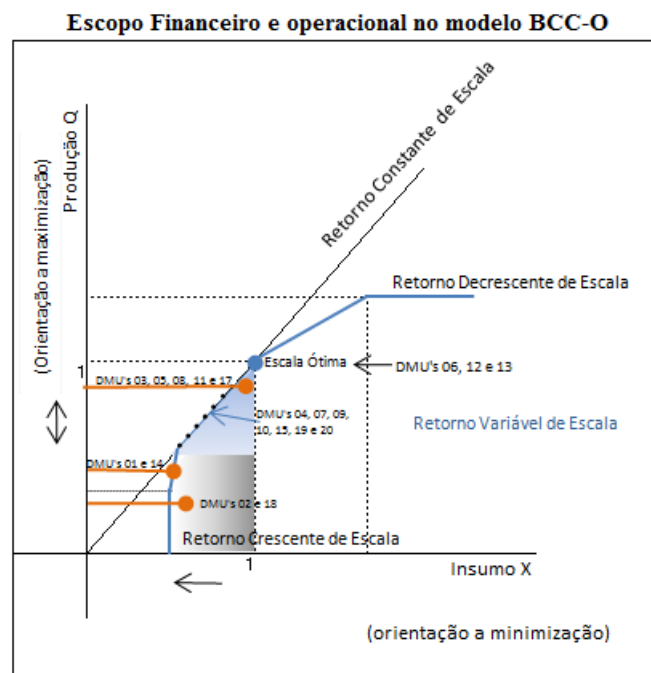 Escopo Financeiro e operacional no modelo BCC-O
(Orientação a maximização)
Produção Q
Retorno Constante de Escala
Retorno Decrescente de Escala
Escala Ótima
DMU's 06, 12 e 13
1
DMU's 03, 05, 08, 11 e 17
DMU's 04, 07, 09,
10, 15, 19 e 20
Retorno Variável de Escala
DMU's 01 e 14
DMU's 02 e 18
Retorno Crescente de Escala
1
Insumo X
(orientação a minimização)